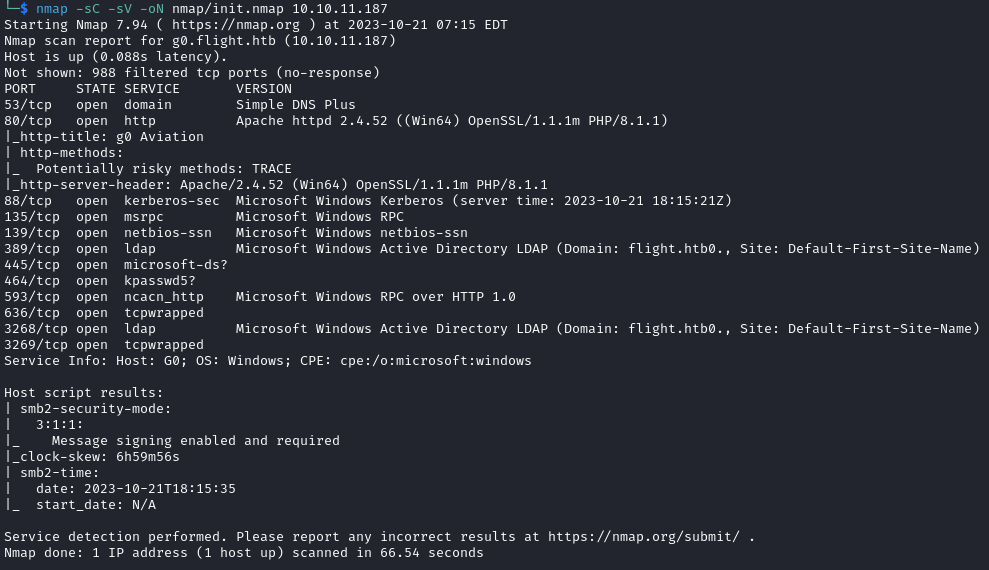 └─$ nmap -sC -sV -oN nmap/init.nmap 10.10.11.187
Starting Nmap 7.94 ( https://nmap.org ) at 2023-10-21 07:15 EDT
Nmap scan report for g0.flight.htb (10.10.11.187)
Host is up (0.088s latency).
Not shown: 988 filtered tcp ports (no-response)
PORT     STATE SERVICE       VERSION
53/tcp   open  domain        Simple DNS Plus
80/tcp   open  http          Apache httpd 2.4.52 ((Win64) OpenSSL/1.1.1m PHP/8.1.1)
|_http-title: g0 Aviation
| http-methods:
|_  Potentially risky methods: TRACE
|_http-server-header: Apache/2.4.52 (Win64) OpenSSL/1.1.1m PHP/8.1.1
88/tcp   open  kerberos-sec  Microsoft Windows Kerberos (server time: 2023-10-21 18:15:21Z)
135/tcp  open  msrpc         Microsoft Windows RPC
139/tcp  open  netbios-ssn   Microsoft Windows netbios-ssn
389/tcp  open  ldap          Microsoft Windows Active Directory LDAP (Domain: flight.htb0., Site: Default-First-Site-Name)
445/tcp  open  microsoft-ds?
464/tcp  open  kpasswd5?
593/tcp  open  ncacn_http    Microsoft Windows RPC over HTTP 1.0
636/tcp  open  tcpwrapped
3268/tcp open  ldap          Microsoft Windows Active Directory LDAP (Domain: flight.htb0., Site: Default-First-Site-Name)
3269/tcp open  tcpwrapped
Service Info: Host: G0; OS: Windows; CPE: cpe:/o:microsoft:windows

Host script results:
| smb2-security-mode:
|   3:1:1:
|_    Message signing enabled and required
|_clock-skew: 6h59m56s
| smb2-time:
|   date: 2023-10-21T18:15:35
|_  start_date: N/A

Service detection performed. Please report any incorrect results at https://nmap.org/submit/ .
Nmap done: 1 IP address (1 host up) scanned in 66.54 seconds